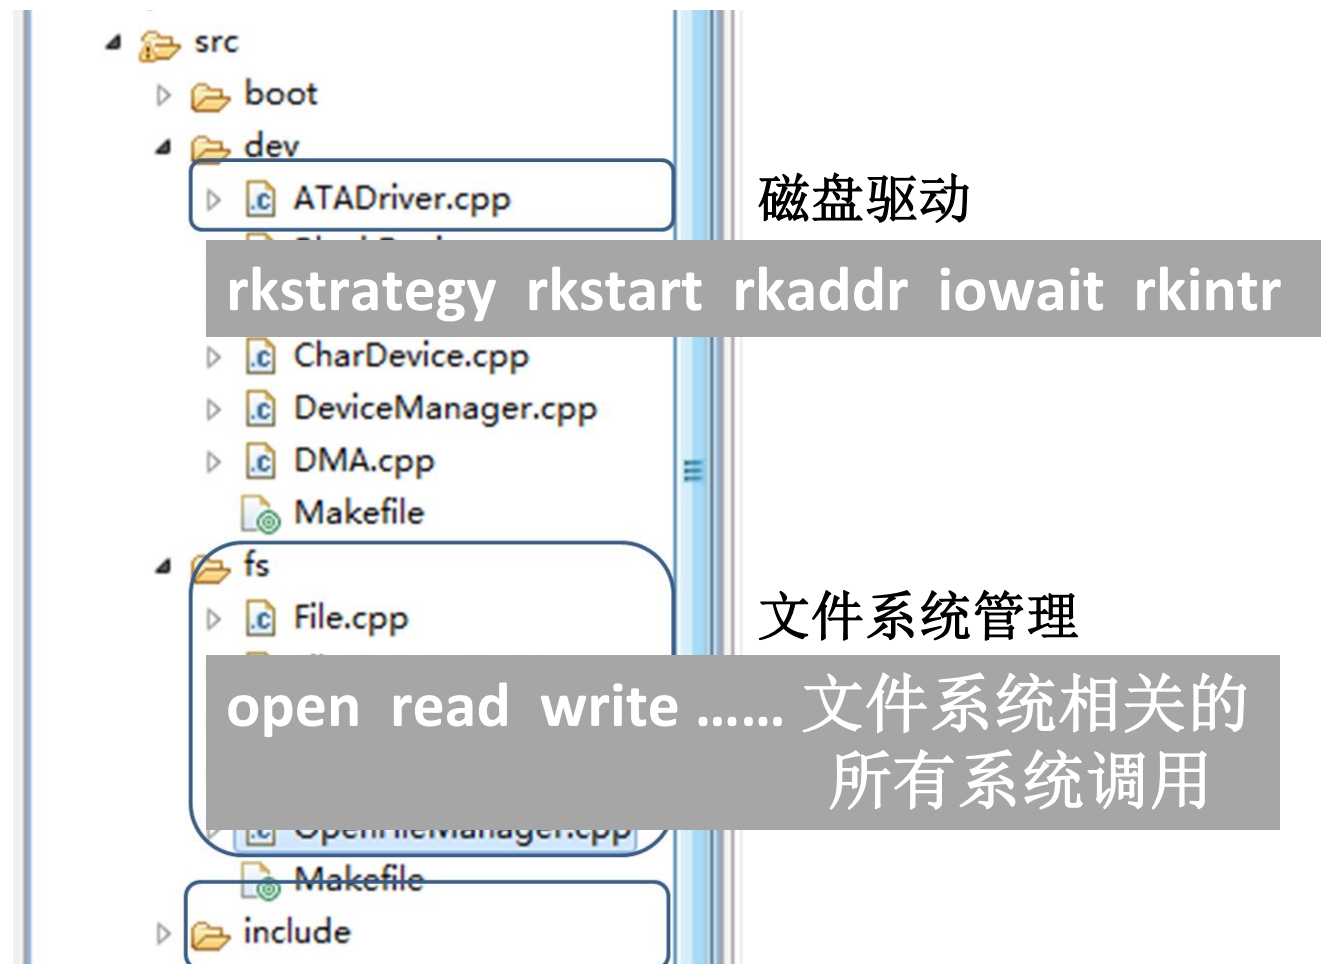 src
boot
dev
ATADriver.cpp
磁盘驱动
rkstrategy rkstart rkaddr iowait rkintr
CharDevice.cpp
DeviceManager.cpp
DMA.cpp
Makefile
fs
File.cpp
文件系统管理
open read write …… 文件系统相关的
所有系统调用
OpenFileManager.cpp
Makefile
include